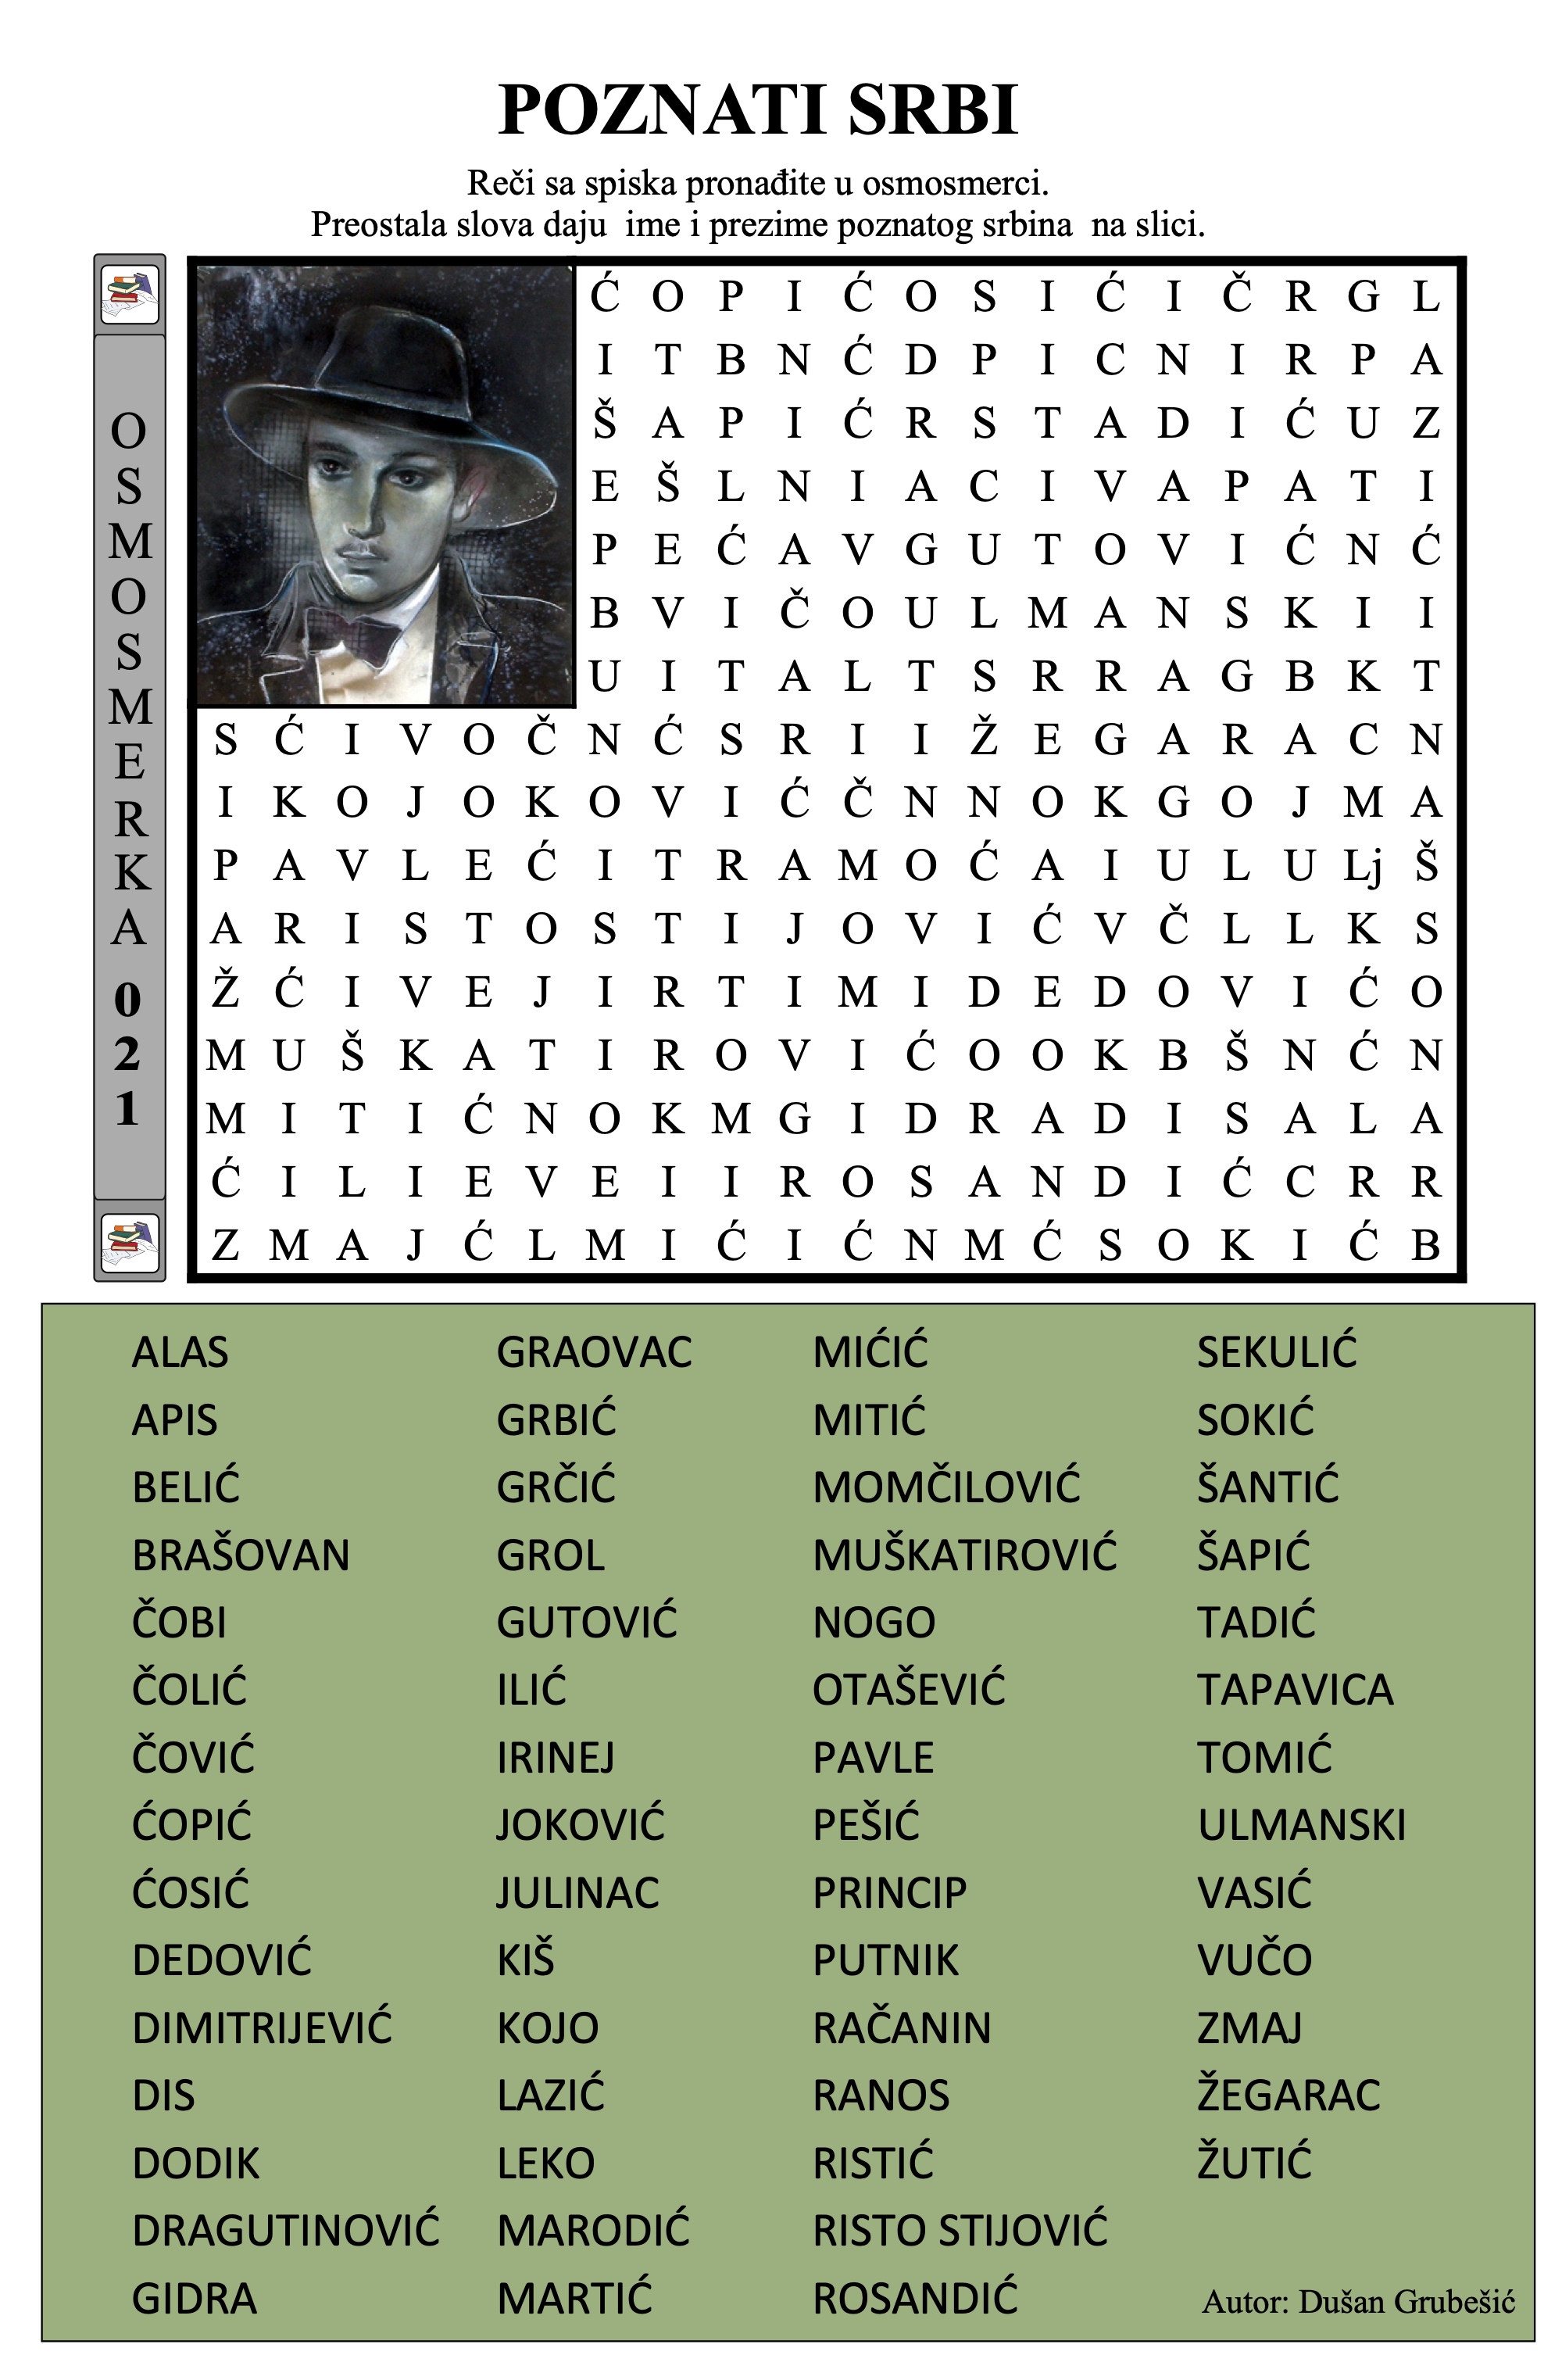 POZNATI SRBI
Reči sa spiska pronađite u osmosmerci.
Preostala slova daju  ime i prezime poznatog srbina  na slici.
OSMOSMERKA 021
Ć O P I Ć O S I Ć I Č R G L
I T B N Ć D P I C N I R P A
Š A P I Ć R S T A D I Ć U Z
E Š L N I A C I V A P A T I
P E Ć A V G U T O V I Ć N Ć
B V I Č O U L M A N S K I I
U I T A L T S R R A G B K T
S Ć I V O Č N Ć S R I I Ž E G A R A C N
I K O J O K O V I Ć Č N N O K G O J M A
P A V L E Ć I T R A M O Ć A I U L U Lj Š
A R I S T O S T I J O V I Ć V Č L L K S
Ž Ć I V E J I R T I M I D E D O V I Ć O
M U Š K A T I R O V I Ć O O K B Š N Ć N
M I T I Ć N O K M G I D R A D I S A L A
Ć I L I E V E I I R O S A N D I Ć C R R
Z M A J Ć L M I Ć I Ć N M Ć S O K I Ć B
ALAS
APIS
BELIĆ
BRAŠOVAN
ČOBI
ČOLIĆ
ČOVIĆ
ĆOPIĆ
ĆOSIĆ
DEDOVIĆ
DIMITRIJEVIĆ
DIS
DODIK
DRAGUTINOVIĆ
GIDRA
GRAOVAC
GRBIĆ
GRČIĆ
GROL
GUTOVIĆ
ILIĆ
IRINEJ
JOKOVIĆ
JULINAC
KIŠ
KOJO
LAZIĆ
LEKO
MARODIĆ
MARTIĆ
MIĆIĆ
MITIĆ
MOMČILOVIĆ
MUŠKATIROVIĆ
NOGO
OTAŠEVIĆ
PAVLE
PEŠIĆ
PRINCIP
PUTNIK
RAČANIN
RANOS
RISTIĆ
RISTO STIJOVIĆ
ROSANDIĆ
SEKULIĆ
SOKIĆ
ŠANTIĆ
ŠAPIĆ
TADIĆ
TAPAVICA
TOMIĆ
ULMANSKI
VASIĆ
VUČO
ZMAJ
ŽEGARAC
ŽUTIĆ
Autor: Dušan Grubešić